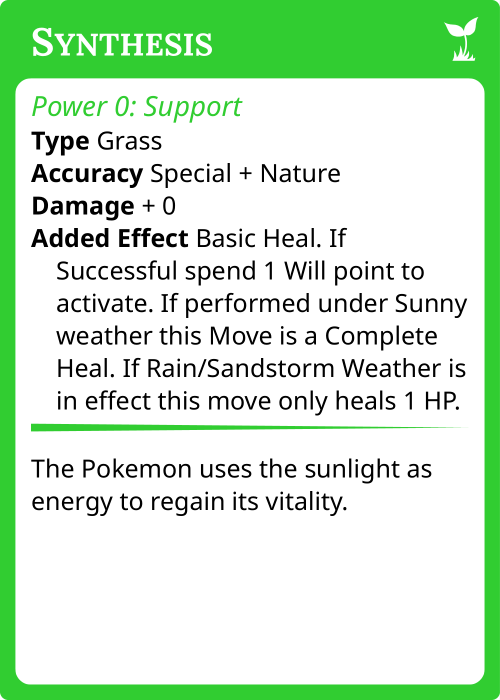 Synthesis
Power 0: Support
Type Grass
Accuracy Special + Nature
Damage + 0
Added Effect Basic Heal. If
Successful spend 1 Will point to
activate. If performed under Sunny
weather this Move is a Complete
Heal. If Rain/Sandstorm Weather is
in effect this move only heals 1 HP.
The Pokemon uses the sunlight as
energy to regain its vitality.